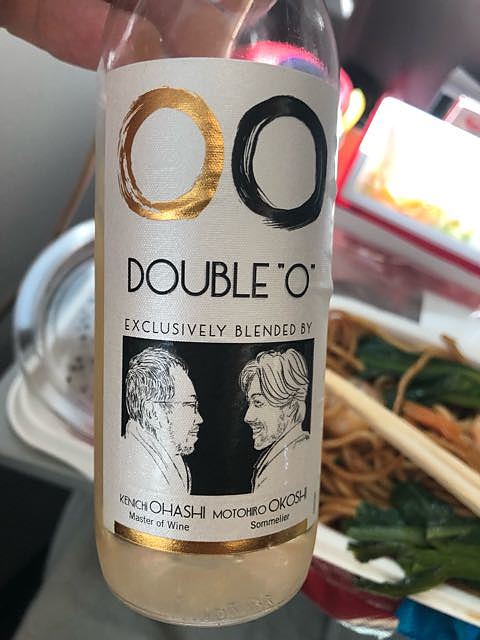 OO
DOUBLE "O"
EXCLUSIVELY BLENDED BY
KENICHI OHASHI MOTOHIRO OKOSHI
Master of Wine Sommelier